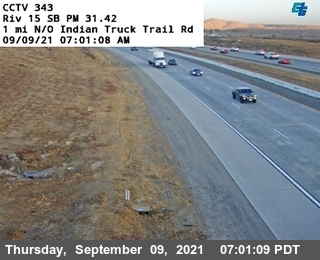 CCTV 343
Riv 15 SB PM 31.42
1 mi N/O Indian Truck Trail Rd
09/09/21 07:01:08 AM
Thursday, September 09, 2021 07:01:09 PDT